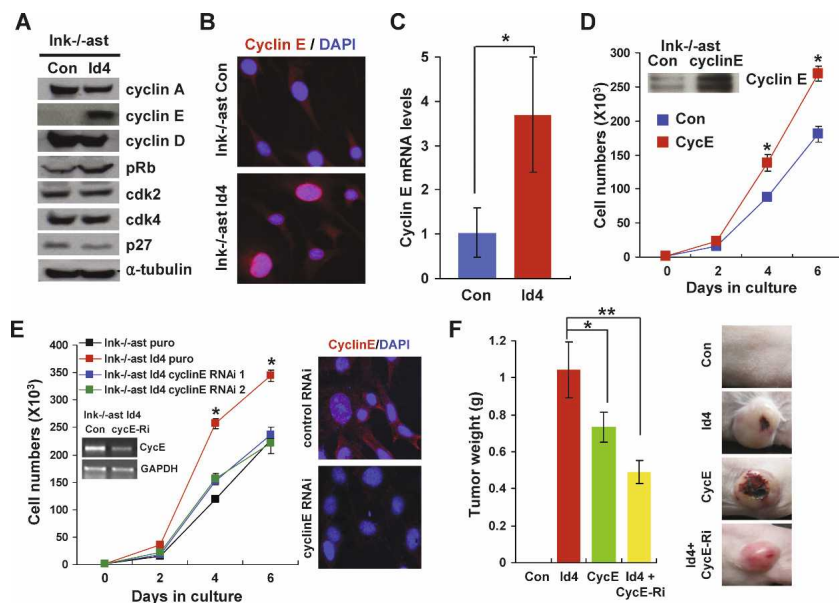 A
Ink-/-ast
Con Id4
cyclin A
cyclin E
cyclin D
pRb
cdk2
cdk4
p27
α-tubulin
B
Cyclin E / DAPI
Ink-/-ast Con
Ink-/-ast Id4
C
Cyclin E mRNA levels
5
4
3
2
1
0
*
Con Id4
D
Cell numbers (X10³)
300
250
200
150
100
50
0
Ink-/-ast
Con cyclinE
Cyclin E
Con
CycE
*
*
0 2 4 6
Days in culture
E
Cell numbers (X10³)
400
350
300
250
200
150
100
50
0
Ink-/-ast puro
Ink-/-ast Id4 puro
Ink-/-ast Id4 cyclinE RNAi 1
Ink-/-ast Id4 cyclinE RNAi 2
Ink-/-ast Id4
Con cycE-Ri
CycE
GAPDH
*
*
0 2 4 6
Days in culture
CyclinE/DAPI
control RNAi
cyclinE RNAi
F
Tumor weight (g)
1.2
1
0.8
0.6
0.4
0.2
0
**
*
Con Id4 CycE Id4 +
CycE-Ri
Con
Id4
CycE
Id4+
CycE-Ri